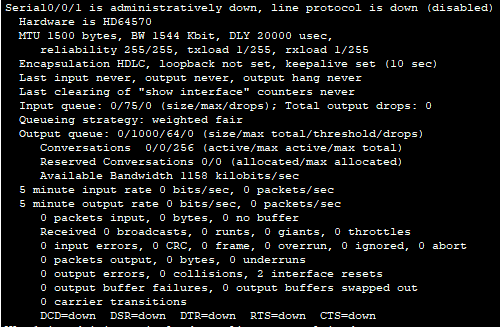 Serial0/0/1 is administratively down, line protocol is down (disabled)
Hardware is HD64570
MTU 1500 bytes, BW 1544 Kbit, DLY 20000 usec,
reliability 255/255, txload 1/255, rxload 1/255
Encapsulation HDLC, loopback not set, keepalive set (10 sec)
Last input never, output never, output hang never
Last clearing of "show interface" counters never
Input queue: 0/75/0 (size/max/drops); Total output drops: 0
Queueing strategy: weighted fair
Output queue: 0/1000/64/0 (size/max total/threshold/drops)
Conversations 0/0/256 (active/max active/max total)
Reserved Conversations 0/0 (allocated/max allocated)
Available Bandwidth 1158 kilobits/sec
5 minute input rate 0 bits/sec, 0 packets/sec
5 minute output rate 0 bits/sec, 0 packets/sec
0 packets input, 0 bytes, 0 no buffer
Received 0 broadcasts, 0 runts, 0 giants, 0 throttles
0 input errors, 0 CRC, 0 frame, 0 overrun, 0 ignored, 0 abort
0 packets output, 0 bytes, 0 underruns
0 output errors, 0 collisions, 2 interface resets
0 output buffer failures, 0 output buffers swapped out
0 carrier transitions
DCD=down DSR=down DTR=down RTS=down CTS=down